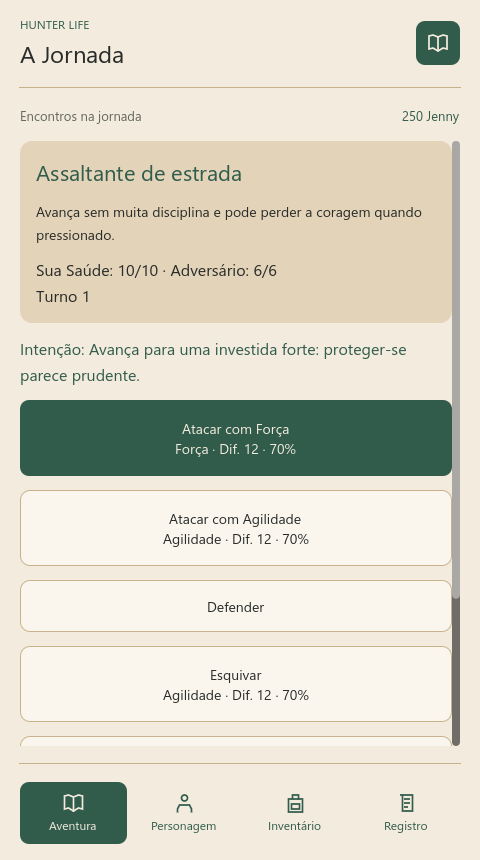 HUNTER LIFE
A Jornada
Encontros na jornada
250 Jenny
Assaltante de estrada
Avança sem muita disciplina e pode perder a coragem quando
pressionado.
Sua Saúde: 10/10 · Adversário: 6/6
Turno 1
Intenção: Avança para uma investida forte: proteger-se
parece prudente.
Atacar com Força
Força · Dif. 12 · 70%
Atacar com Agilidade
Agilidade · Dif. 12 · 70%
Defender
Esquivar
Agilidade · Dif. 12 · 70%
Aventura
Personagem
Inventário
Registro